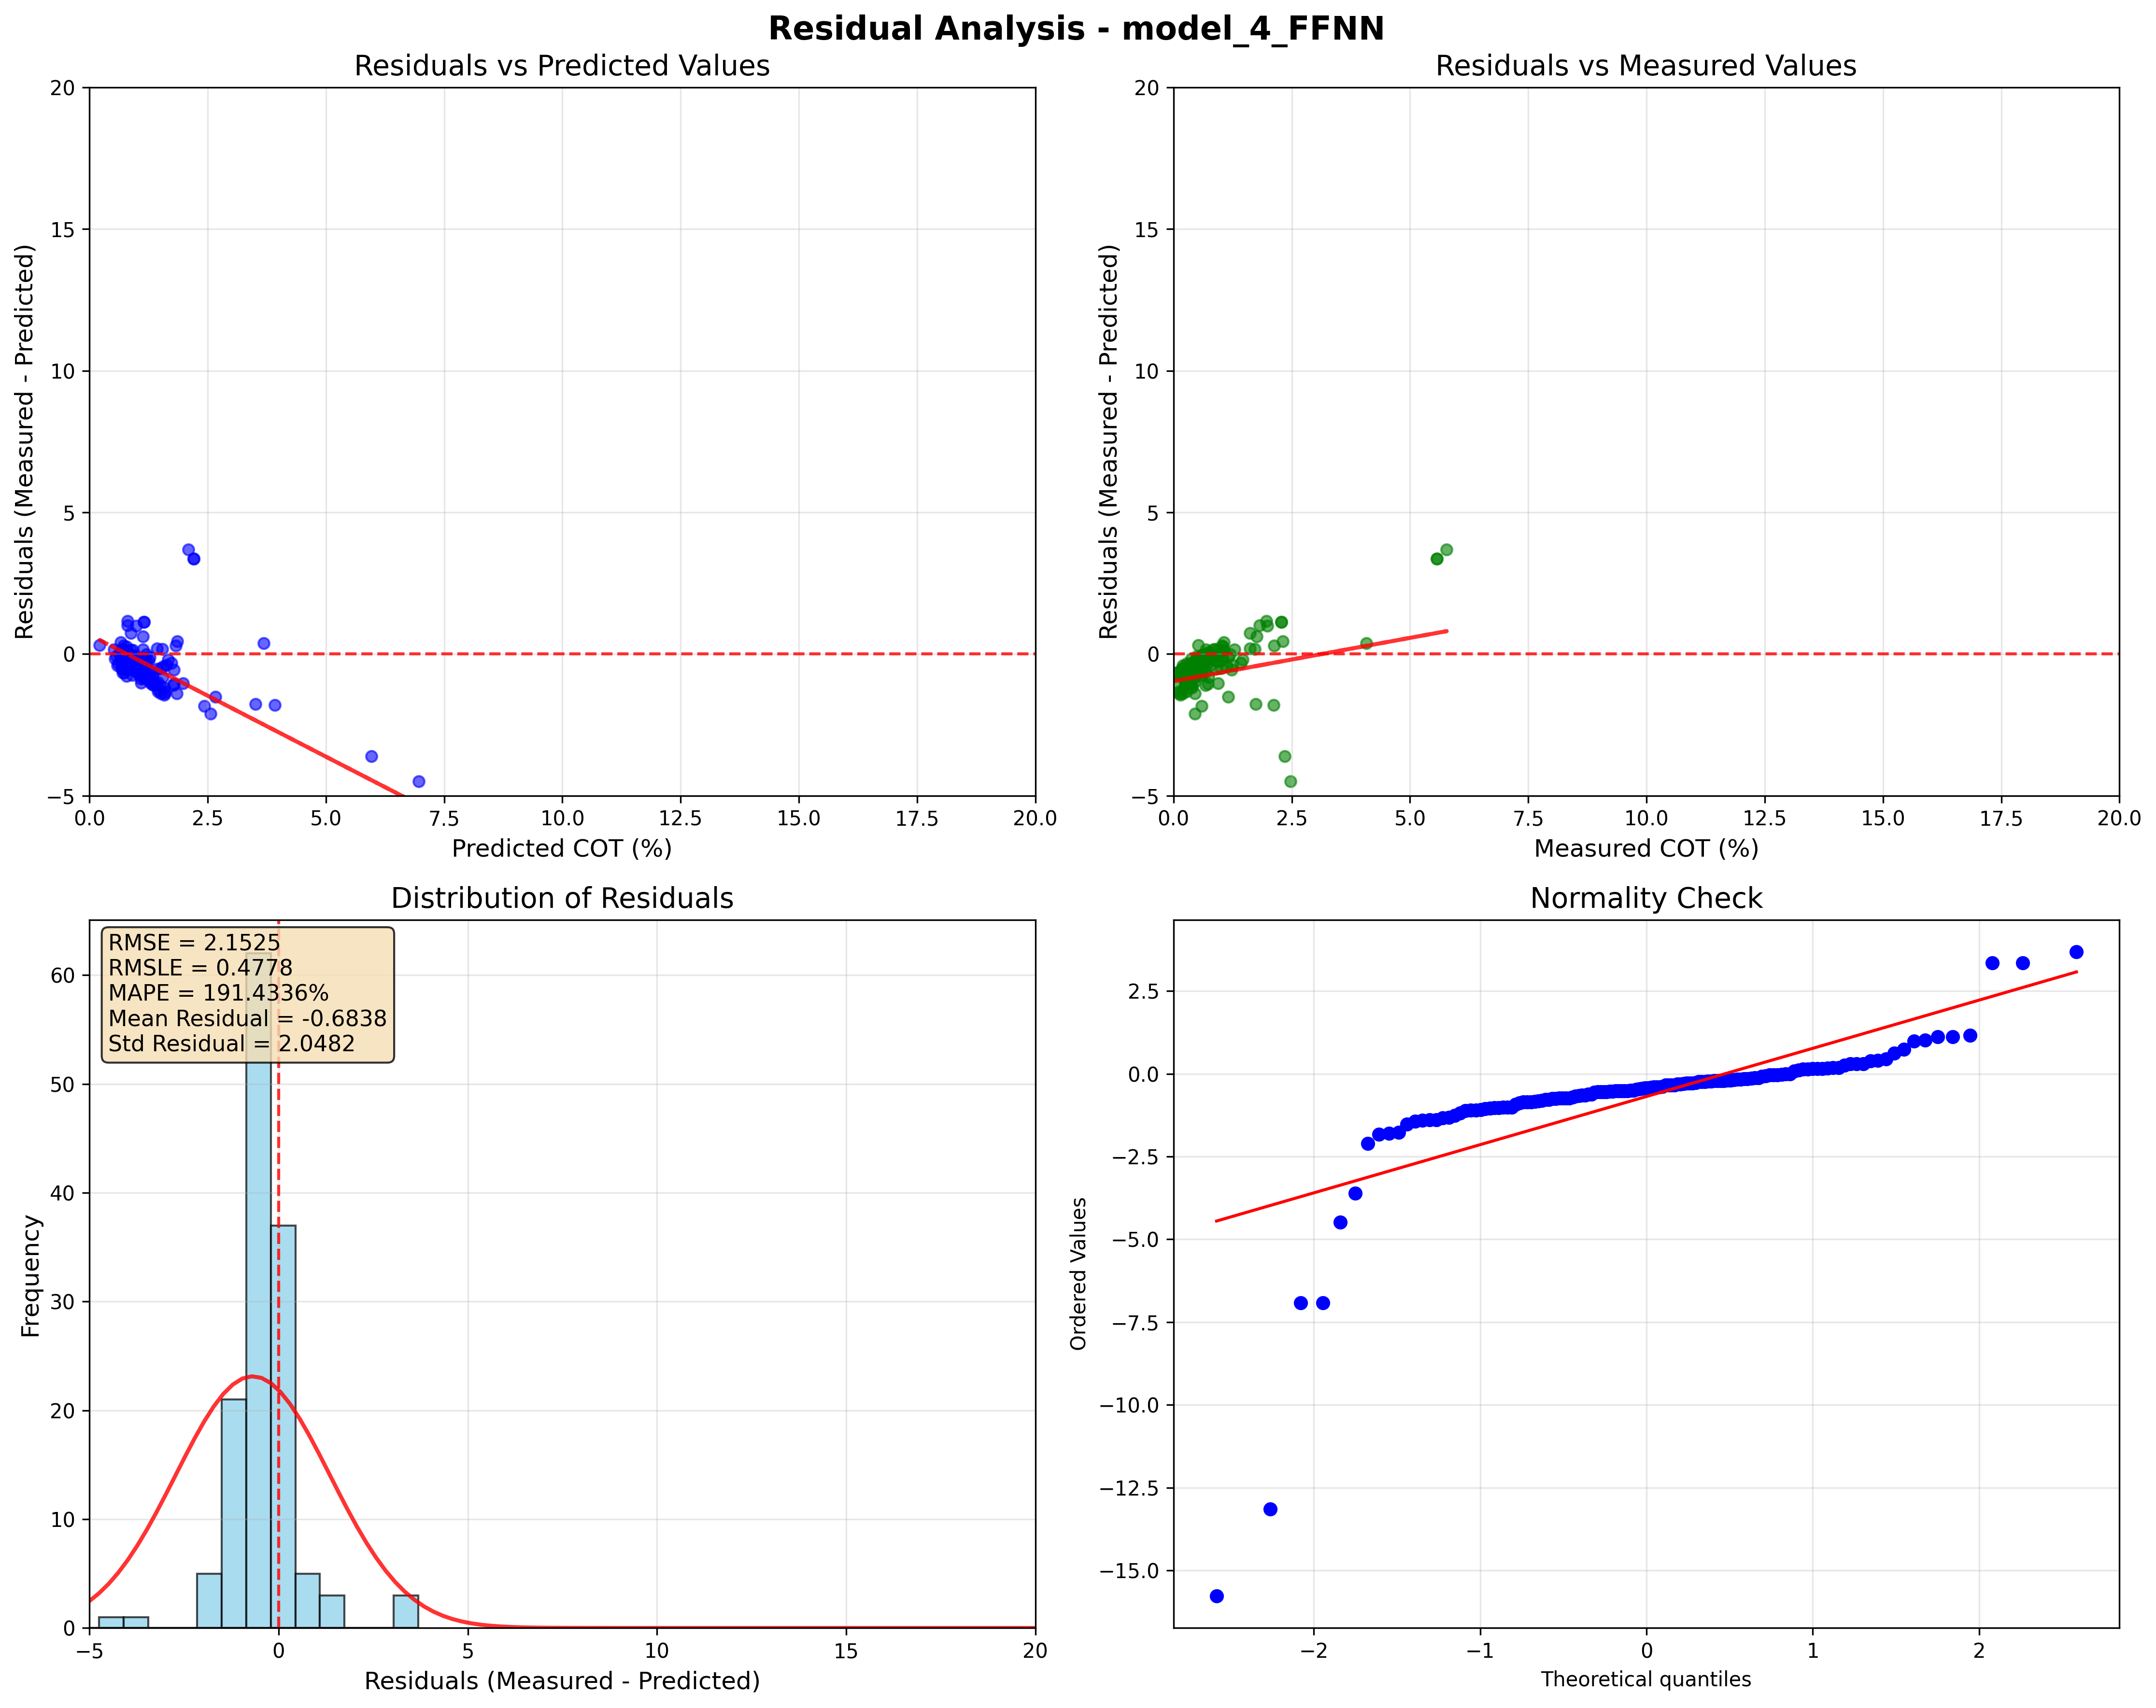 Residual Analysis - model_4_FFNN
Residuals vs Predicted Values
20
15
10
5
0
−5
Residuals (Measured - Predicted)
0.0 2.5 5.0 7.5 10.0 12.5 15.0 17.5 20.0
Predicted COT (%)
Residuals vs Measured Values
20
15
10
5
0
−5
Residuals (Measured - Predicted)
0.0 2.5 5.0 7.5 10.0 12.5 15.0 17.5 20.0
Measured COT (%)
Distribution of Residuals
RMSE = 2.1525
RMSLE = 0.4778
MAPE = 191.4336%
Mean Residual = -0.6838
Std Residual = 2.0482
60
50
40
30
20
10
0
Frequency
−5 0 5 10 15 20
Residuals (Measured - Predicted)
Normality Check
2.5
0.0
−2.5
−5.0
−7.5
−10.0
−12.5
−15.0
Ordered Values
−2 −1 0 1 2
Theoretical quantiles